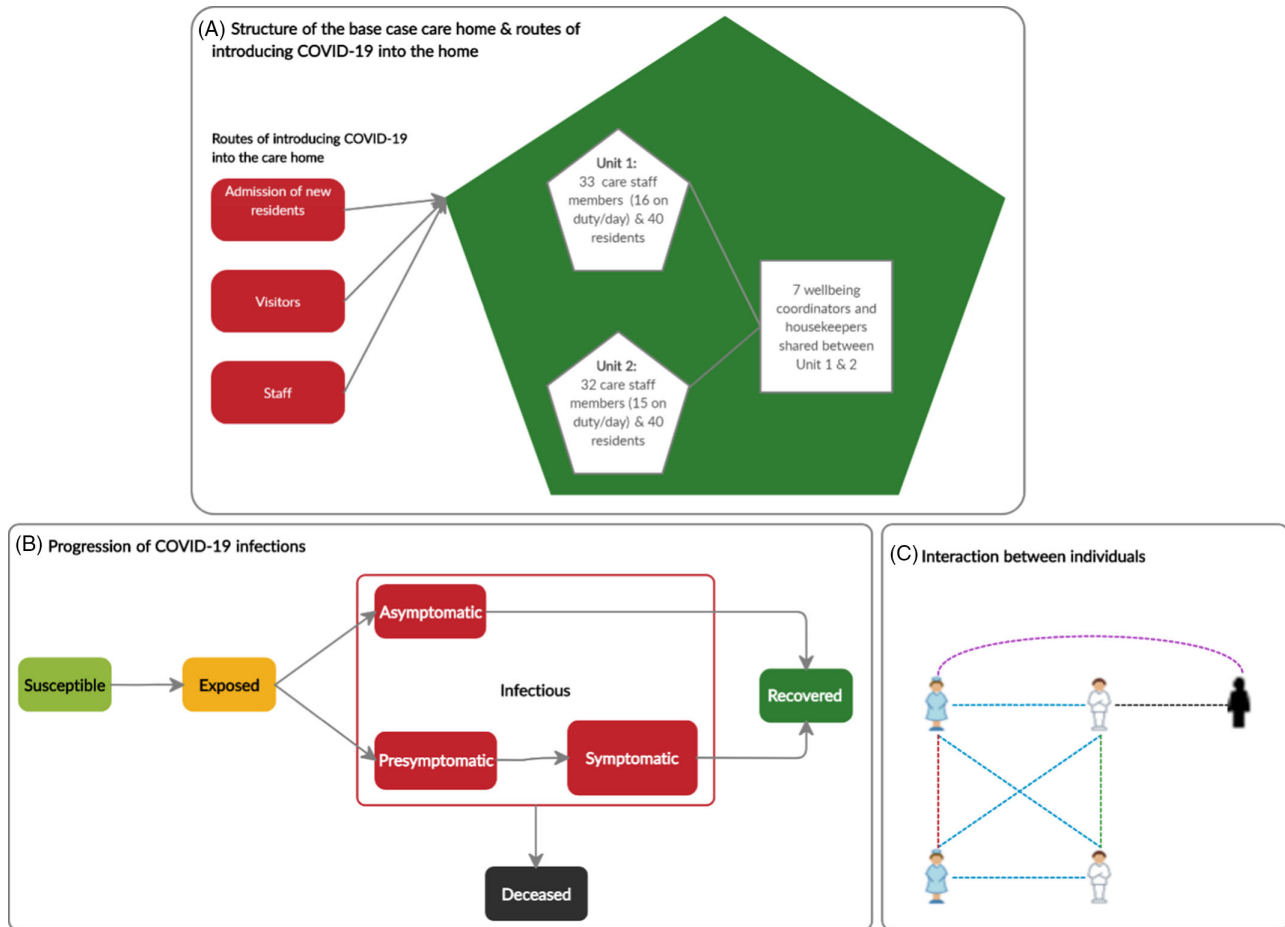 (A) Structure of the base case care home & routes of
introducing COVID-19 into the home
Routes of introducing COVID-19
into the care home
Admission of new
residents
Visitors
Staff
Unit 1:
33 care staff
members (16 on
duty/day) & 40
residents
Unit 2:
32 care staff
members (15 on
duty/day) & 40
residents
7 wellbeing
coordinators and
housekeepers
shared between
Unit 1 & 2
(B) Progression of COVID-19 infections
Susceptible
Exposed
Asymptomatic
Infectious
Presymptomatic
Symptomatic
Recovered
Deceased
(C) Interaction between individuals